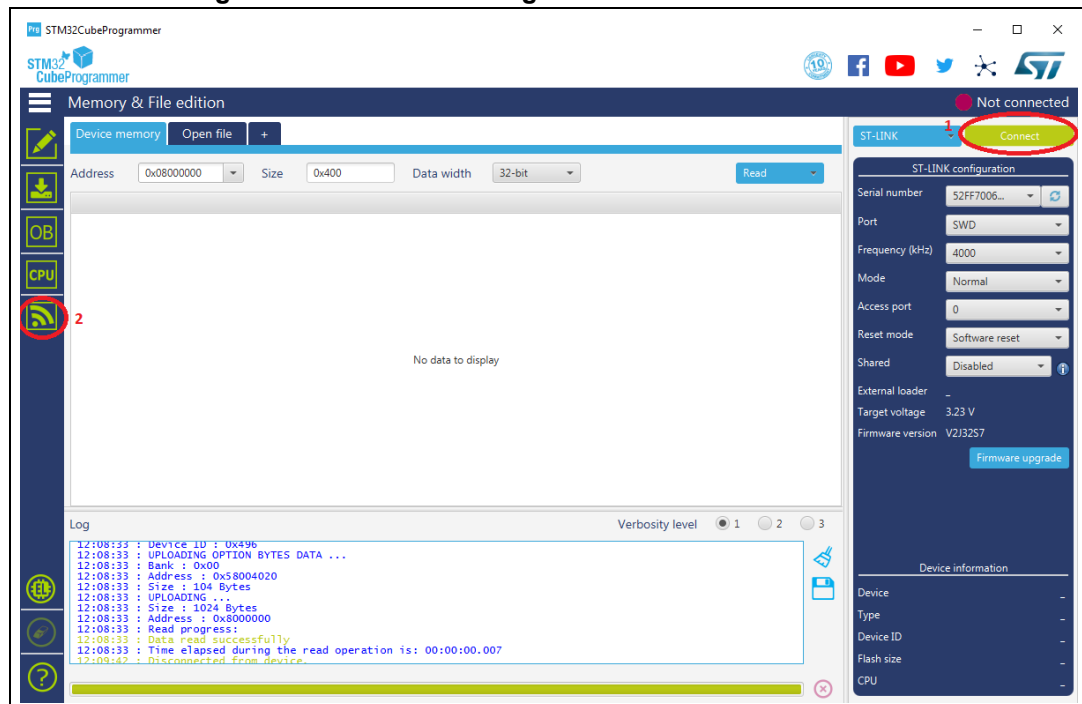 STM32CubeProgrammer
Prg
STM32
CubeProgrammer
10
Memory & File edition
Not connected
Device memory Open file +
ST-LINK
1
Connect
Address 0x08000000 Size 0x400 Data width 32-bit Read
ST-LINK configuration
Serial number 52FF7006...
Port SWD
Frequency (kHz) 4000
Mode Normal
Access port 0
Reset mode Software reset
Shared Disabled
External loader _
Target voltage 3.23 V
Firmware version V2J32S7
Firmware upgrade
OB
CPU
2
No data to display
Log
Verbosity level 1 2 3
12:08:33 : Device ID : 0x496
12:08:33 : UPLOADING OPTION BYTES DATA ...
12:08:33 : Bank : 0x00
12:08:33 : Address : 0x58004020
12:08:33 : Size : 104 Bytes
12:08:33 : UPLOADING ...
12:08:33 : Size : 1024 Bytes
12:08:33 : Address : 0x8000000
12:08:33 : Read progress:
12:08:33 : Data read successfully
12:08:33 : Time elapsed during the read operation is: 00:00:00.007
12:09:42 : Disconnected from device.
EL
?
Device information
Device _
Type _
Device ID _
Flash size _
CPU _